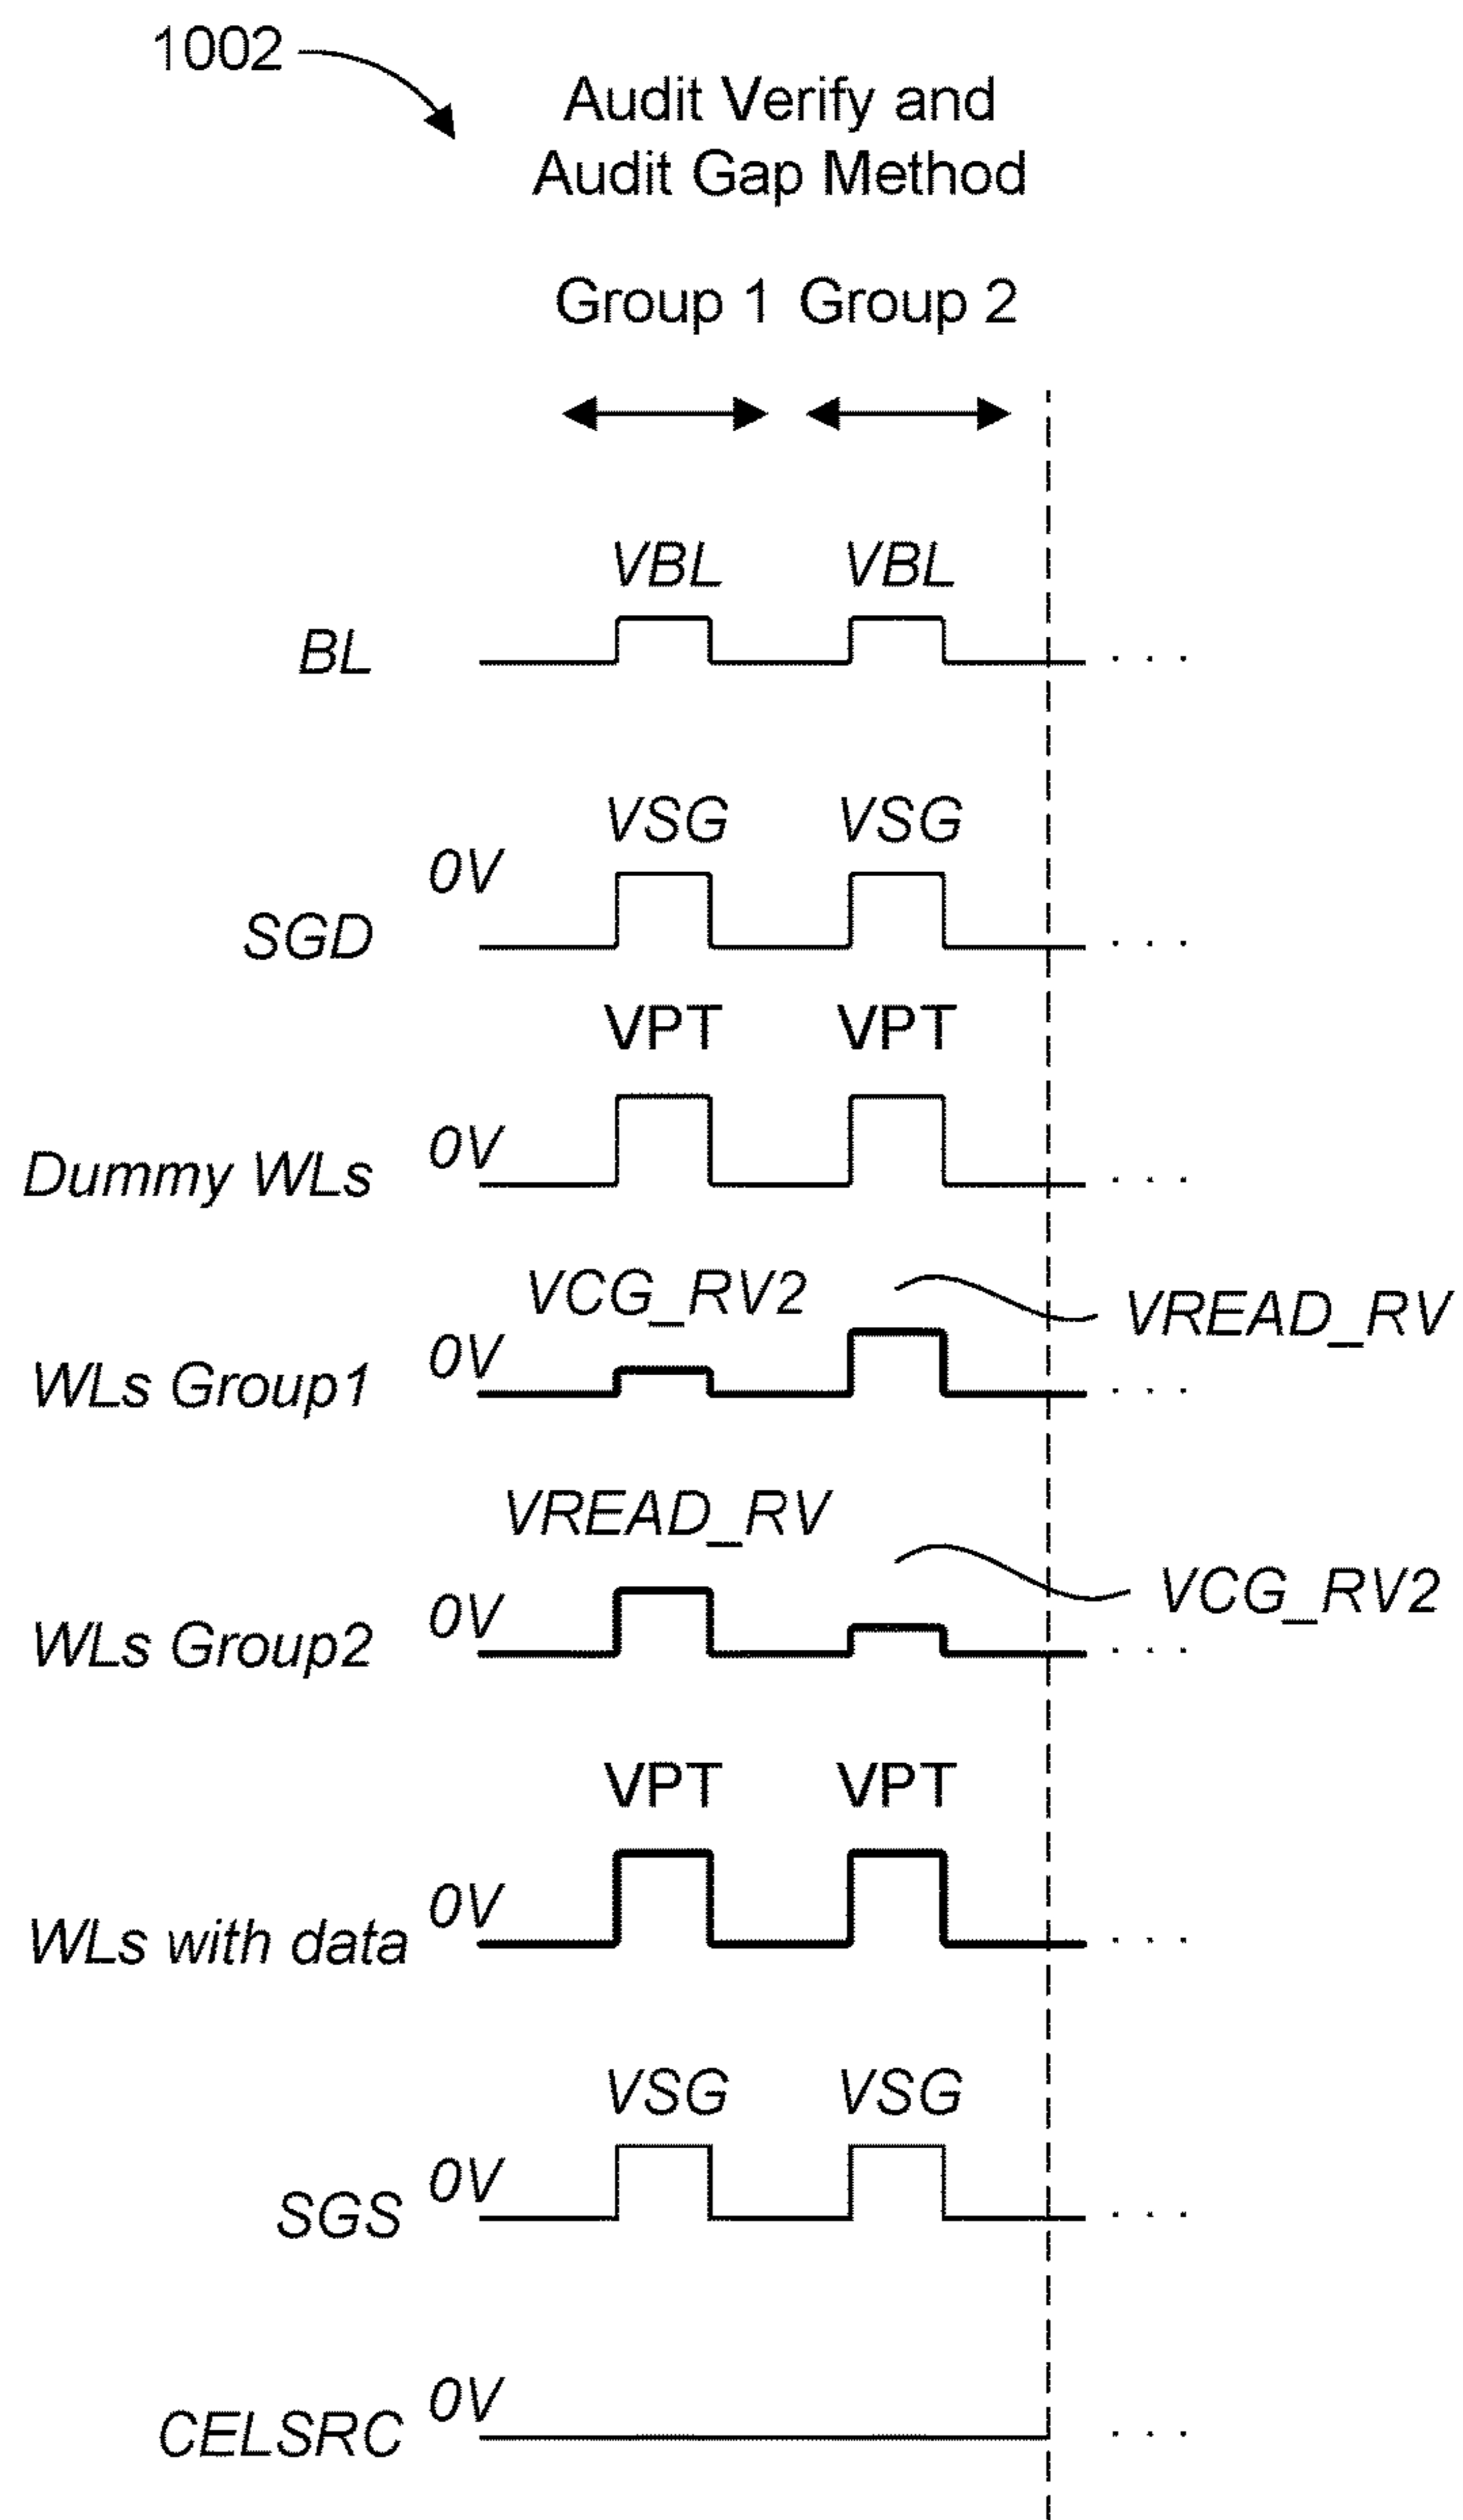 1002
Audit Verify and
Audit Gap Method
Group 1 Group 2
VBL VBL
BL . . .
VSG VSG
0V
SGD . . .
VPT VPT
0V
Dummy WLs . . .
VCG_RV2 VREAD_RV
0V
WLs Group1 . . .
VREAD_RV
VCG_RV2
0V
WLs Group2 . . .
VPT VPT
0V
WLs with data . . .
VSG VSG
0V
SGS . . .
0V
CELSRC . . .